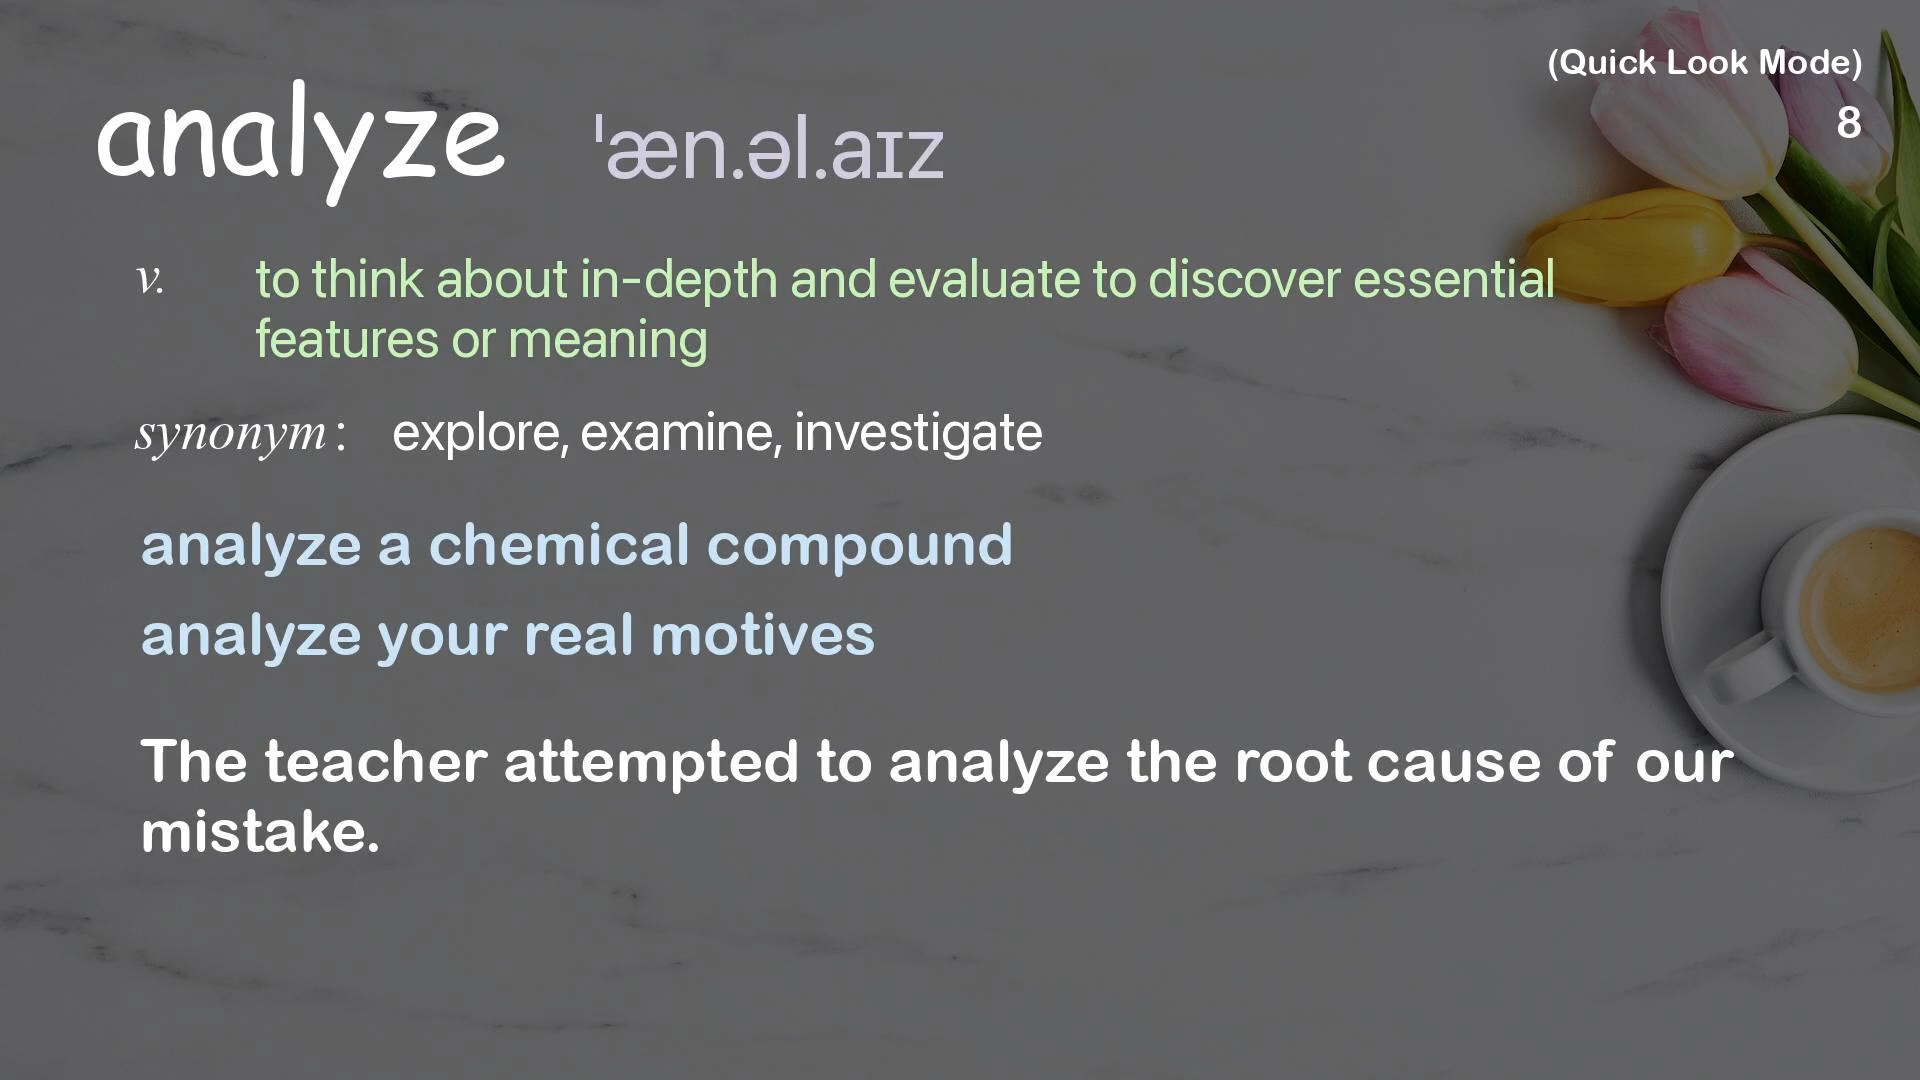 (Quick Look Mode)
8
analyze ˈæn.əl.aɪz
v. to think about in-depth and evaluate to discover essential
features or meaning
synonym: explore, examine, investigate
analyze a chemical compound
analyze your real motives
The teacher attempted to analyze the root cause of our
mistake.